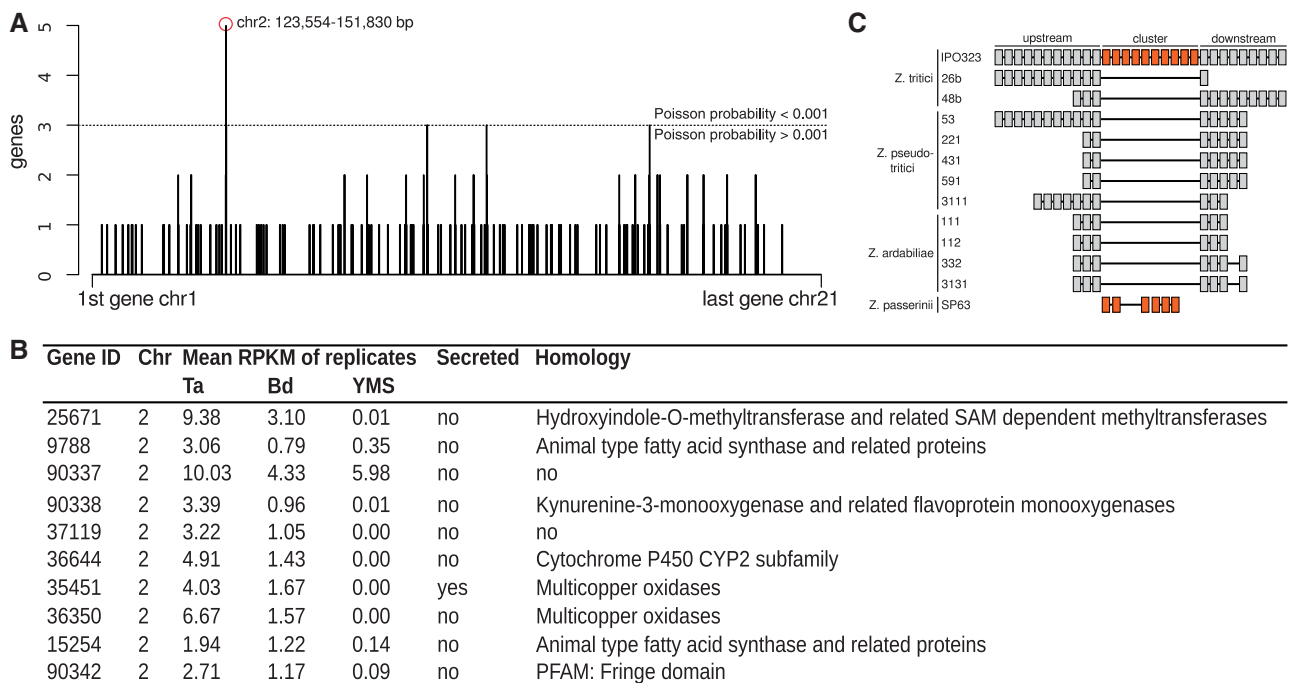 A
genes
5
4
3
2
1
0
chr2: 123,554-151,830 bp
Poisson probability < 0.001
Poisson probability > 0.001
1st gene chr1
last gene chr21
C
upstream cluster downstream
Z. tritici
IPO323
26b
48b
Z. pseudo-
tritici
53
221
431
591
3111
Z. ardabiliae
111
112
332
3131
Z. passerinii SP63
B
Gene ID Chr Mean RPKM of replicates Secreted Homology
Ta Bd YMS
25671 2 9.38 3.10 0.01 no Hydroxyindole-O-methyltransferase and related SAM dependent methyltransferases
9788 2 3.06 0.79 0.35 no Animal type fatty acid synthase and related proteins
90337 2 10.03 4.33 5.98 no no
90338 2 3.39 0.96 0.01 no Kynurenine-3-monooxygenase and related flavoprotein monooxygenases
37119 2 3.22 1.05 0.00 no no
36644 2 4.91 1.43 0.00 no Cytochrome P450 CYP2 subfamily
35451 2 4.03 1.67 0.00 yes Multicopper oxidases
36350 2 6.67 1.57 0.00 no Multicopper oxidases
15254 2 1.94 1.22 0.14 no Animal type fatty acid synthase and related proteins
90342 2 2.71 1.17 0.09 no PFAM: Fringe domain